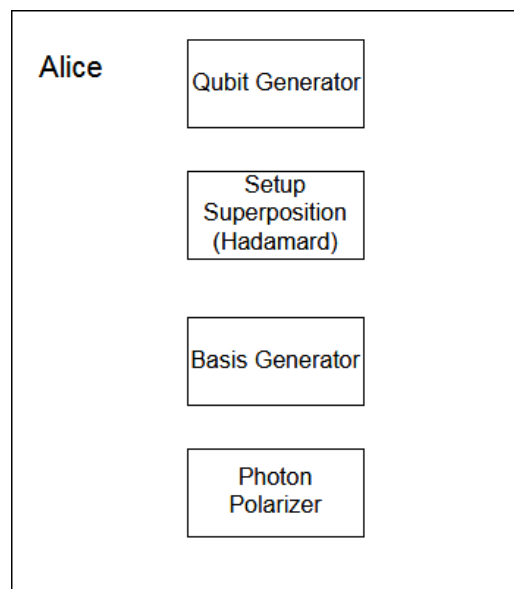 Alice
Qubit Generator
Setup
Superposition
(Hadamard)
Basis Generator
Photon
Polarizer